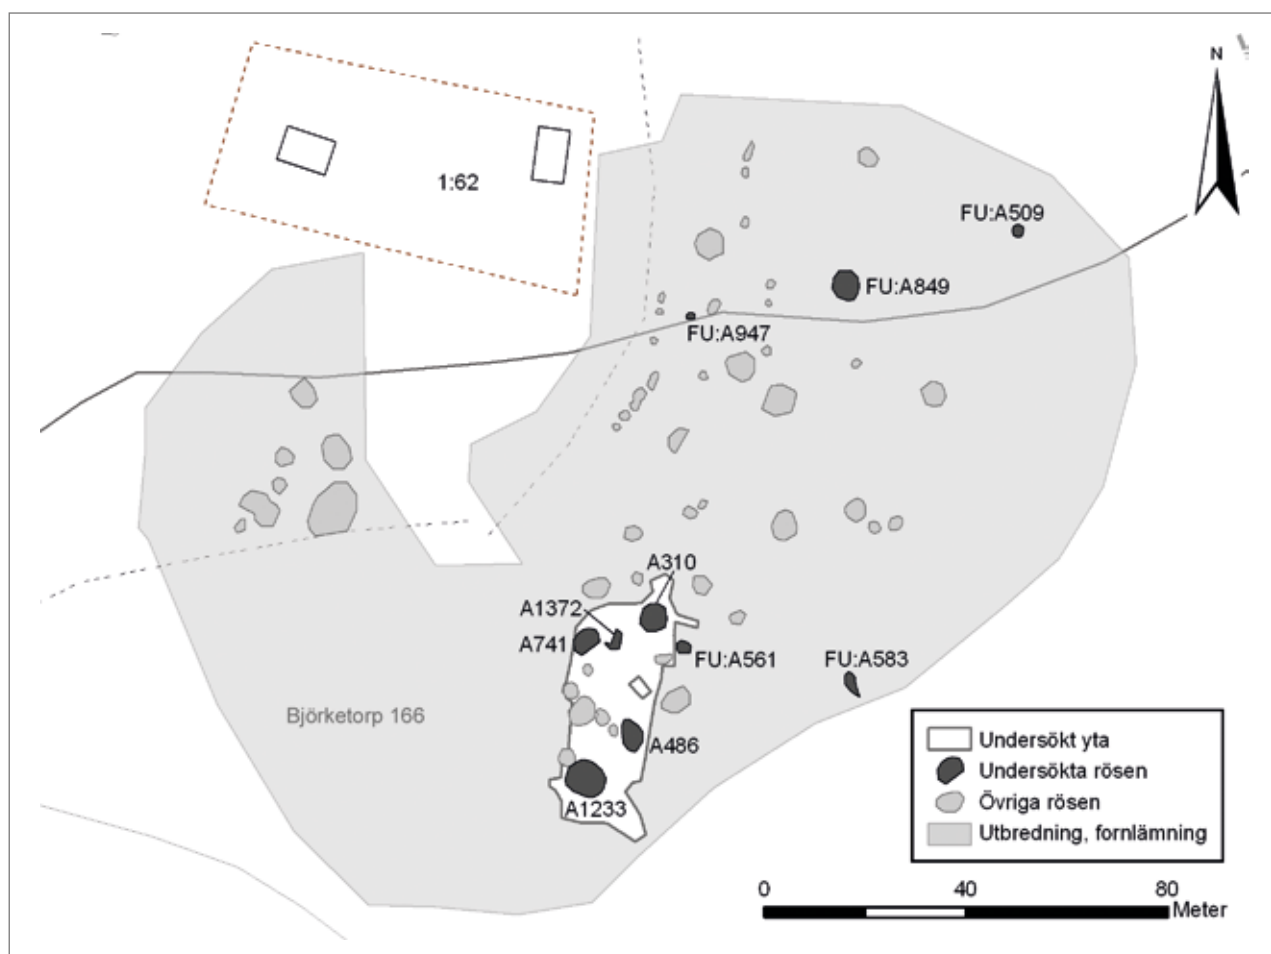 N
1:62
FU:A509
FU:A849
FU:A947
A310
A1372
A741
FU:A561
FU:A583
Björketorp 166
A486
A1233
Undersökt yta
Undersökta rösen
Övriga rösen
Utbredning, fornlämning
0 40 80
Meter